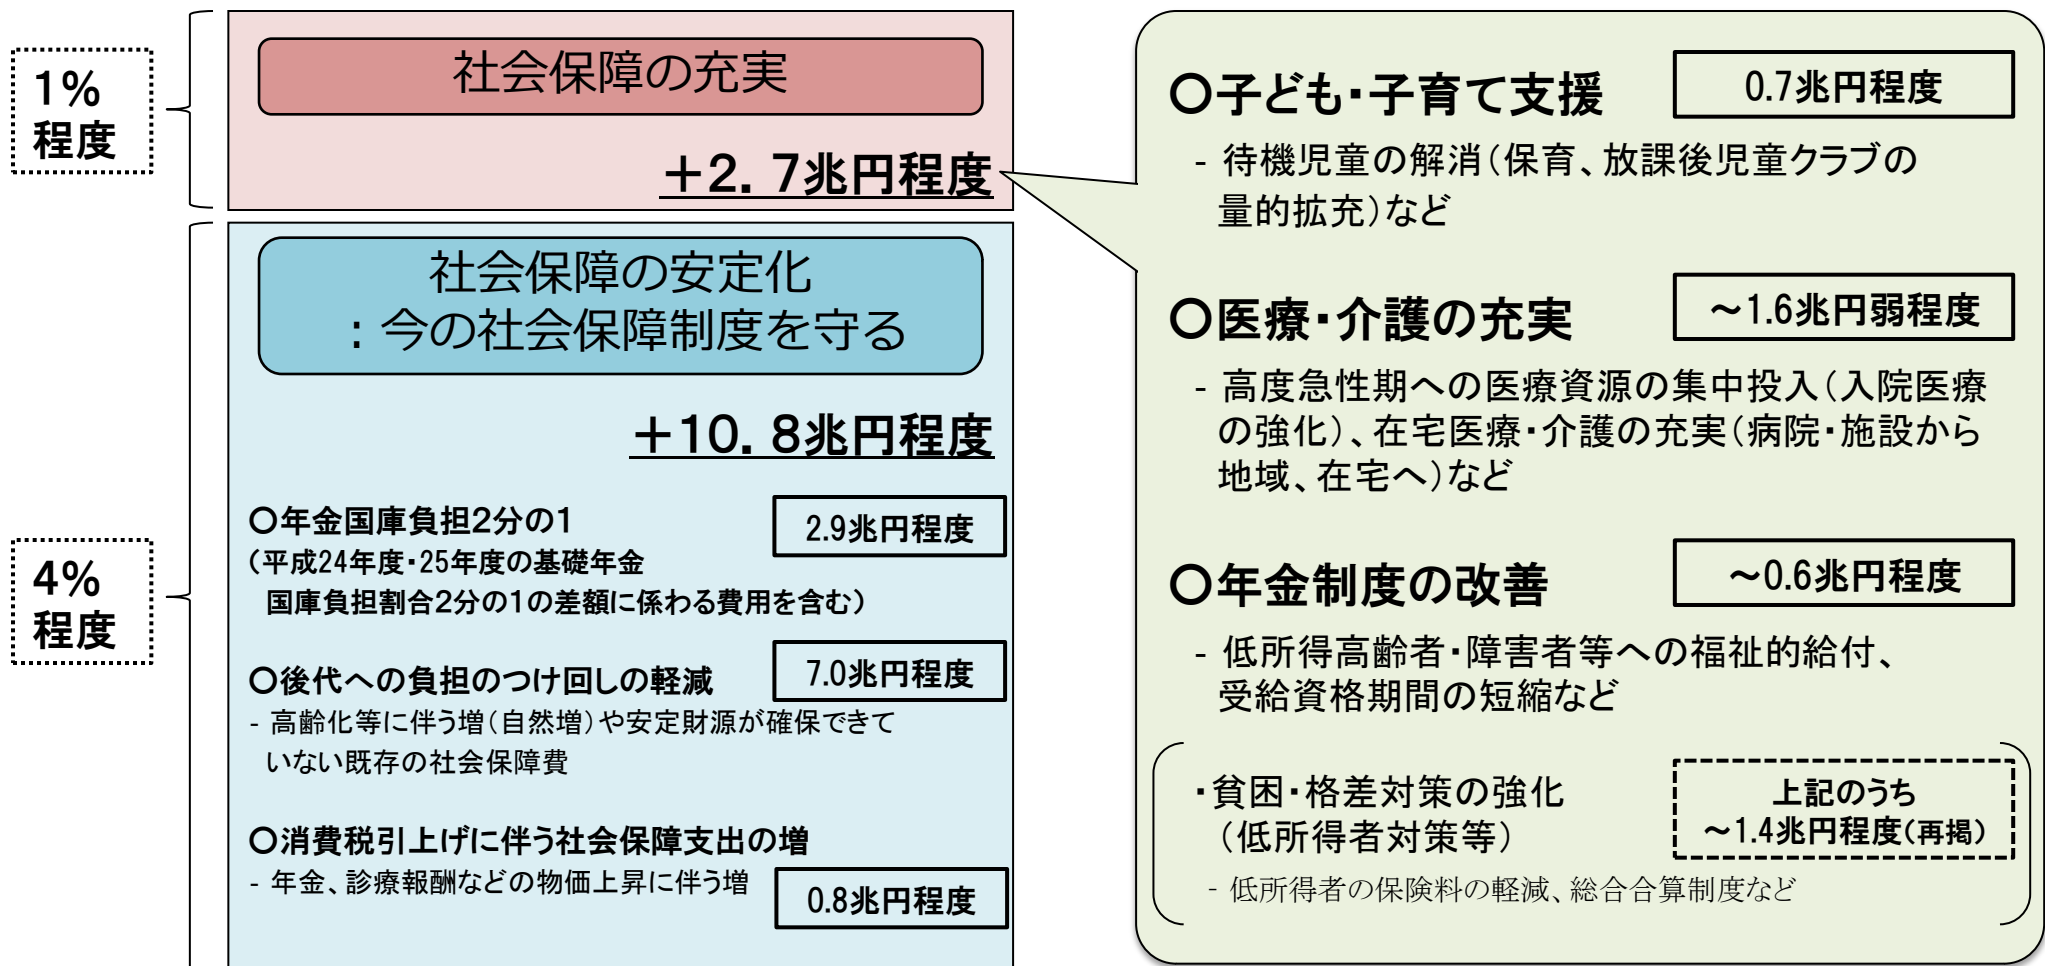 1%
程度
社会保障の充実
+2.7兆円程度
4%
程度
社会保障の安定化
:今の社会保障制度を守る
+10.8兆円程度
○年金国庫負担2分の1
2.9兆円程度
(平成24年度・25年度の基礎年金
国庫負担割合2分の1の差額に係わる費用を含む)
○後代への負担のつけ回しの軽減
7.0兆円程度
- 高齢化等に伴う増(自然増)や安定財源が確保できて
いない既存の社会保障費
○消費税引上げに伴う社会保障支出の増
- 年金、診療報酬などの物価上昇に伴う増
0.8兆円程度
○子ども・子育て支援
0.7兆円程度
- 待機児童の解消(保育、放課後児童クラブの
量的拡充)など
○医療・介護の充実
～1.6兆円弱程度
- 高度急性期への医療資源の集中投入(入院医療
の強化)、在宅医療・介護の充実(病院・施設から
地域、在宅へ)など
○年金制度の改善
～0.6兆円程度
- 低所得高齢者・障害者等への福祉的給付、
受給資格期間の短縮など
・貧困・格差対策の強化
(低所得者対策等)
上記のうち
～1.4兆円程度(再掲)
- 低所得者の保険料の軽減、総合合算制度など